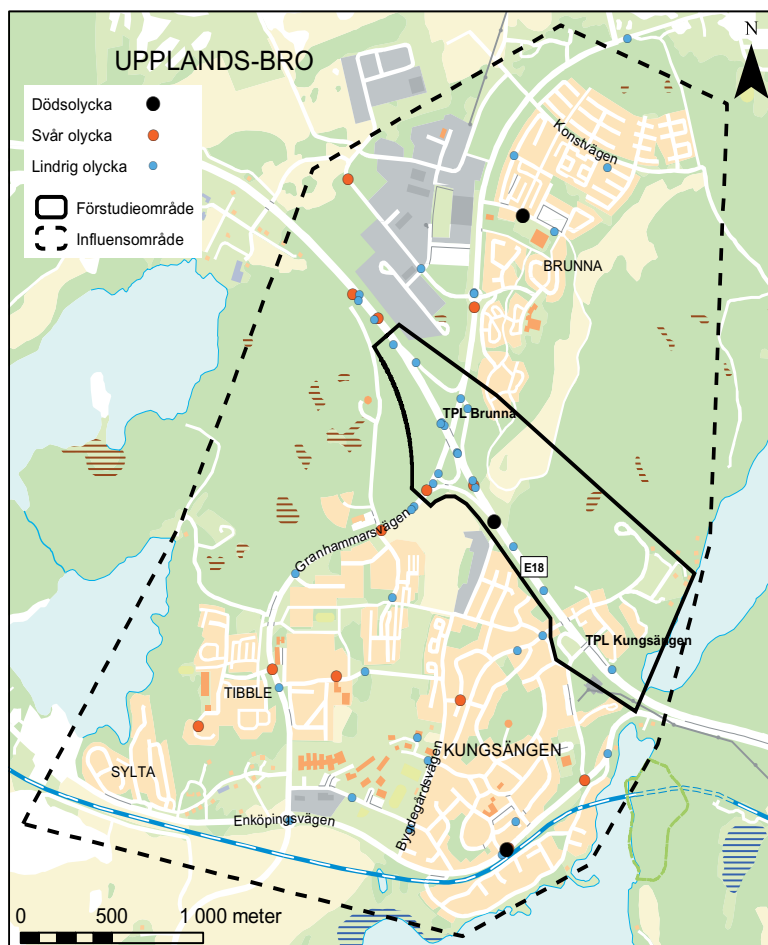 UPPLANDS-BRO
N
Dödsolycka
Svår olycka
Lindrig olycka
Förstudieområde
Influensområde
Konstvägen
BRUNNA
TPL Brunna
Granhammarsvägen
E18
TPL Kungsängen
TIBBLE
KUNGSÄNGEN
SYLTA
Bygdegårdsvägen
Enköpingsvägen
0 500 1 000 meter